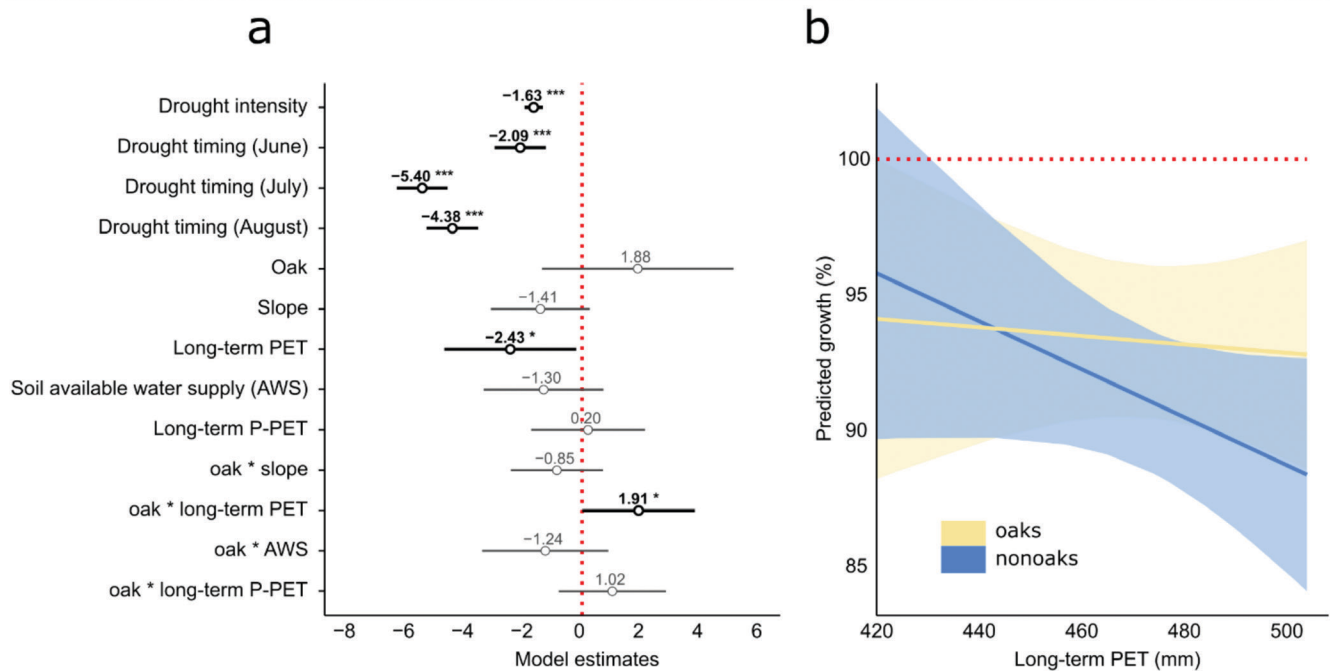 a
Drought intensity
−1.63 ***
Drought timing (June)
−2.09 ***
Drought timing (July)
−5.40 ***
Drought timing (August)
−4.38 ***
Oak
1.88
Slope
−1.41
Long-term PET
−2.43 *
Soil available water supply (AWS)
−1.30
Long-term P-PET
0.20
oak * slope
−0.85
oak * long-term PET
1.91 *
oak * AWS
−1.24
oak * long-term P-PET
1.02
−8 −6 −4 −2 0 2 4 6
Model estimates
b
Predicted growth (%)
100
95
90
85
oaks
nonoaks
420 440 460 480 500
Long-term PET (mm)